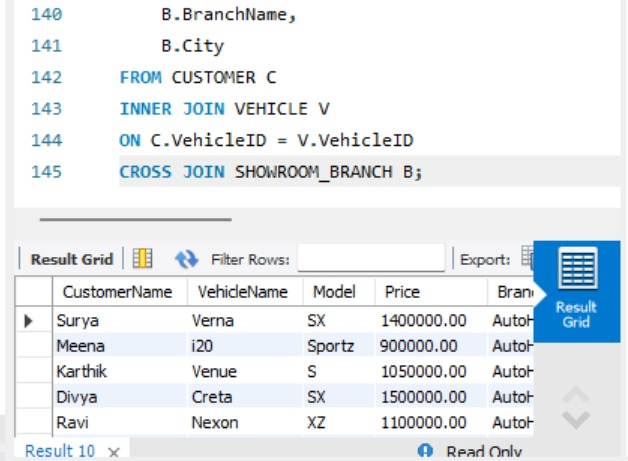 140 B.BranchName,
141 B.City
142 FROM CUSTOMER C
143 INNER JOIN VEHICLE V
144 ON C.VehicleID = V.VehicleID
145 CROSS JOIN SHOWROOM_BRANCH B;
Result Grid Filter Rows: Export:
CustomerName VehicleName Model Price Bran
Surya Verna SX 1400000.00 AutoH
Meena i20 Sportz 900000.00 AutoH
Karthik Venue S 1050000.00 AutoH
Divya Creta SX 1500000.00 AutoH
Ravi Nexon XZ 1100000.00 AutoH
Result
Grid
Result 10 × Read Only